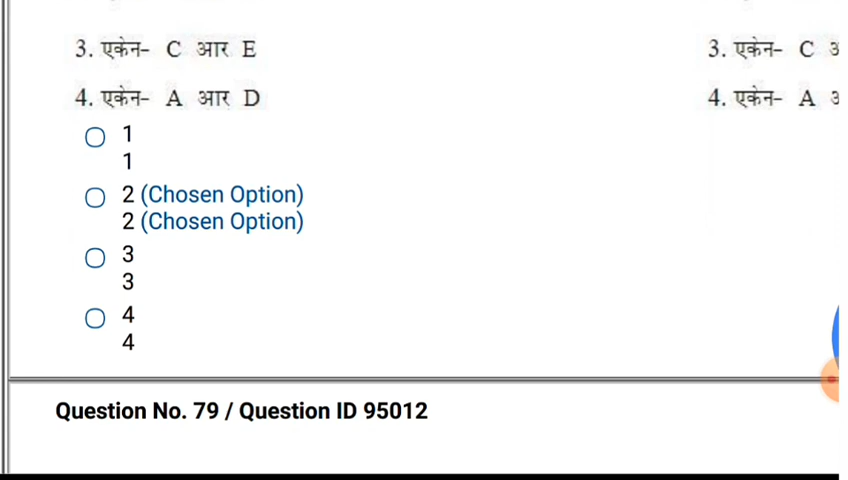 3. एकेन- C आर E
3. एकेन- C
4. एकेन- A आर D
4. एकेन- A
1
1
2 (Chosen Option)
2 (Chosen Option)
3
3
4
4
Question No. 79 / Question ID 95012